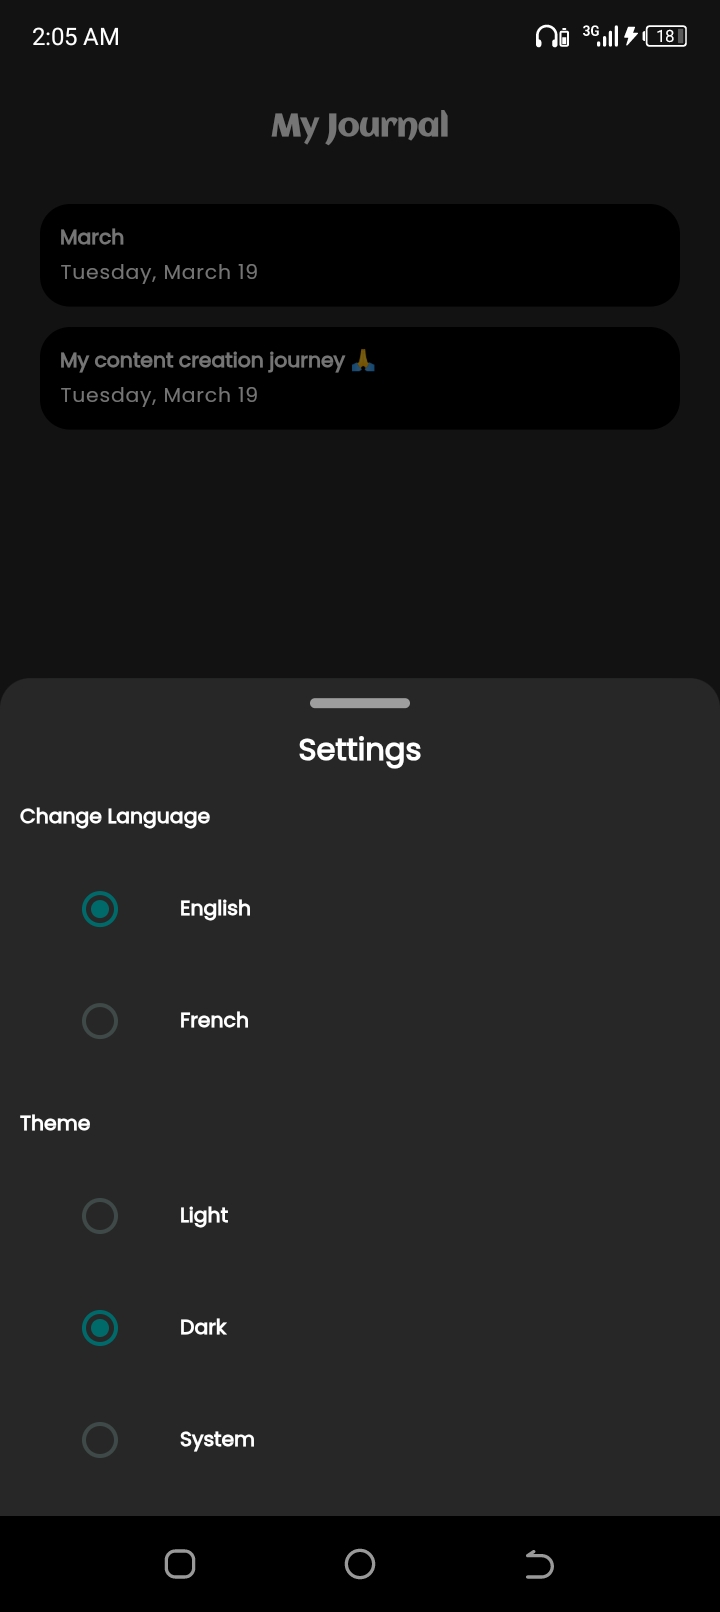 2:05 AM
3G
18
My Journal
March
Tuesday, March 19
My content creation journey 🙏
Tuesday, March 19
Settings
Change Language
English
French
Theme
Light
Dark
System